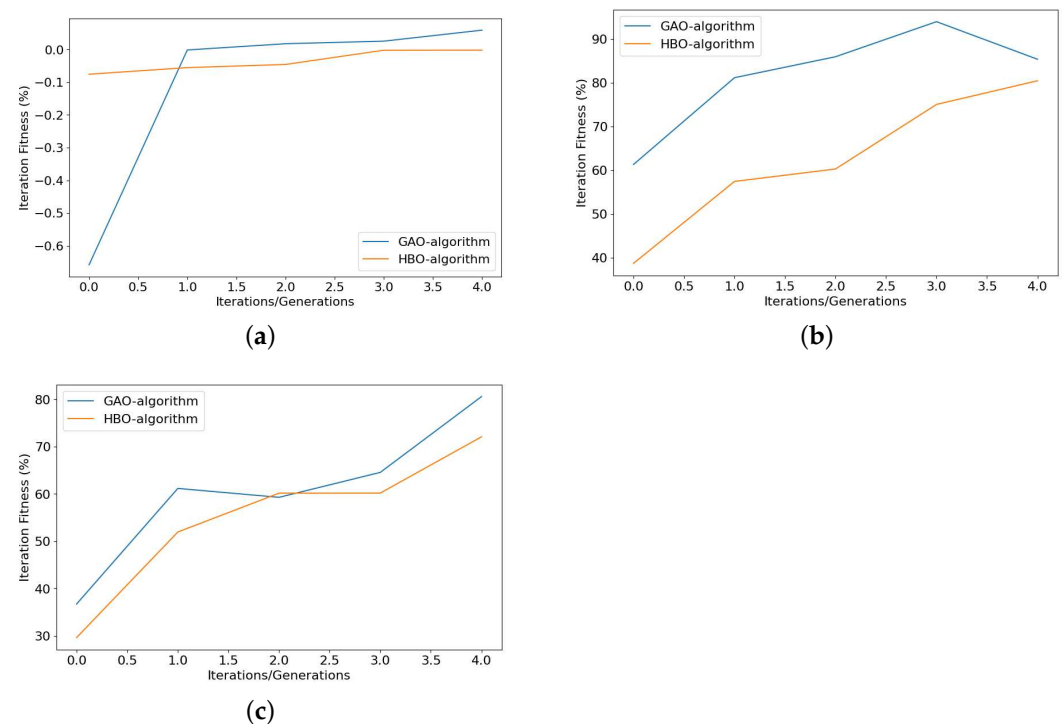 0.0
−0.1
−0.2
−0.3
−0.4
−0.5
−0.6
Iteration Fitness (%)
GAO-algorithm
HBO-algorithm
0.0 0.5 1.0 1.5 2.0 2.5 3.0 3.5 4.0
Iterations/Generations
(a)
GAO-algorithm
HBO-algorithm
90
80
70
60
50
40
Iteration Fitness (%)
0.0 0.5 1.0 1.5 2.0 2.5 3.0 3.5 4.0
Iterations/Generations
(b)
GAO-algorithm
HBO-algorithm
80
70
60
50
40
30
Iteration Fitness (%)
0.0 0.5 1.0 1.5 2.0 2.5 3.0 3.5 4.0
Iterations/Generations
(c)